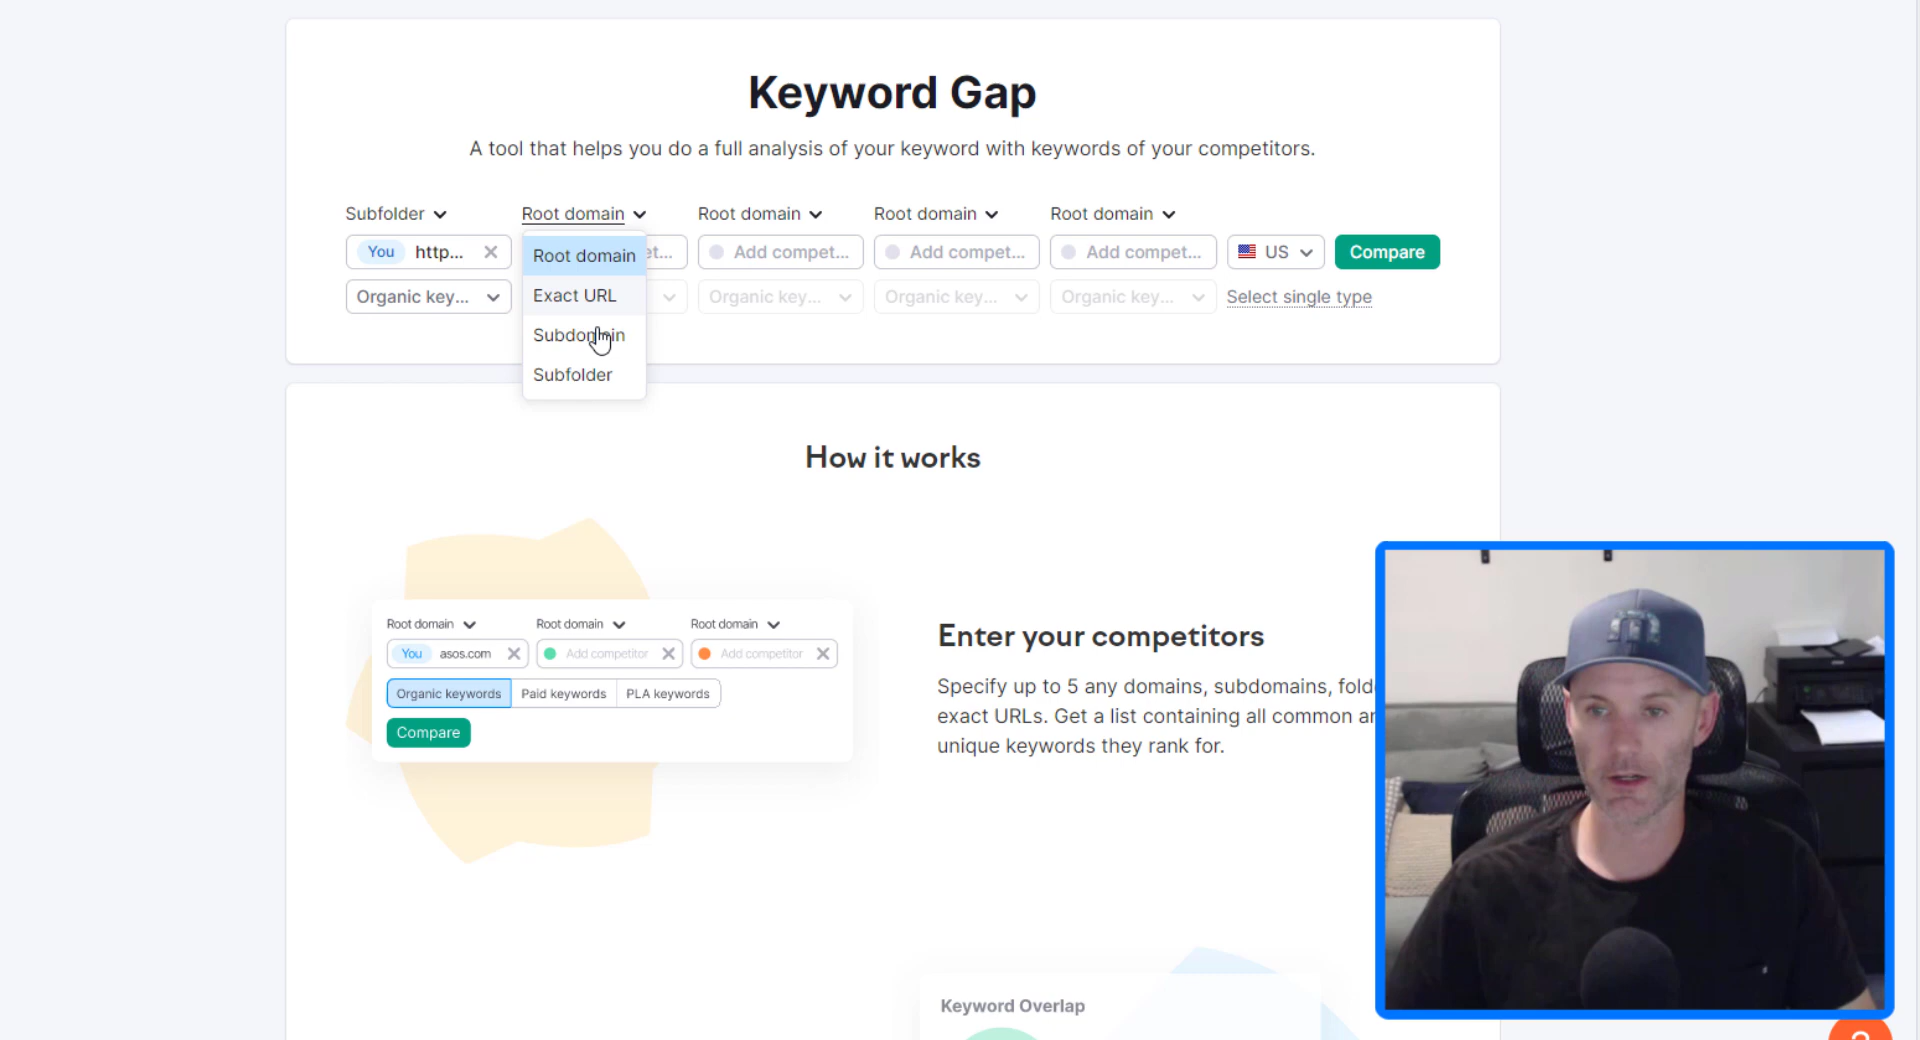 Keyword Gap
A tool that helps you do a full analysis of your keyword with keywords of your competitors.
Subfolder Root domain Root domain Root domain Root domain
You http... et... Add compet... Add compet... Add compet... US Compare
Organic key... Organic key... Organic key... Organic key... Select single type
Root domain
Exact URL
Subdomain
Subfolder
How it works
Root domain Root domain Root domain
You asos.com Add competitor Add competitor
Organic keywords Paid keywords PLA keywords
Compare
Enter your competitors
Specify up to 5 any domains, subdomains, fold
exact URLs. Get a list containing all common a
unique keywords they rank for.
Keyword Overlap
?